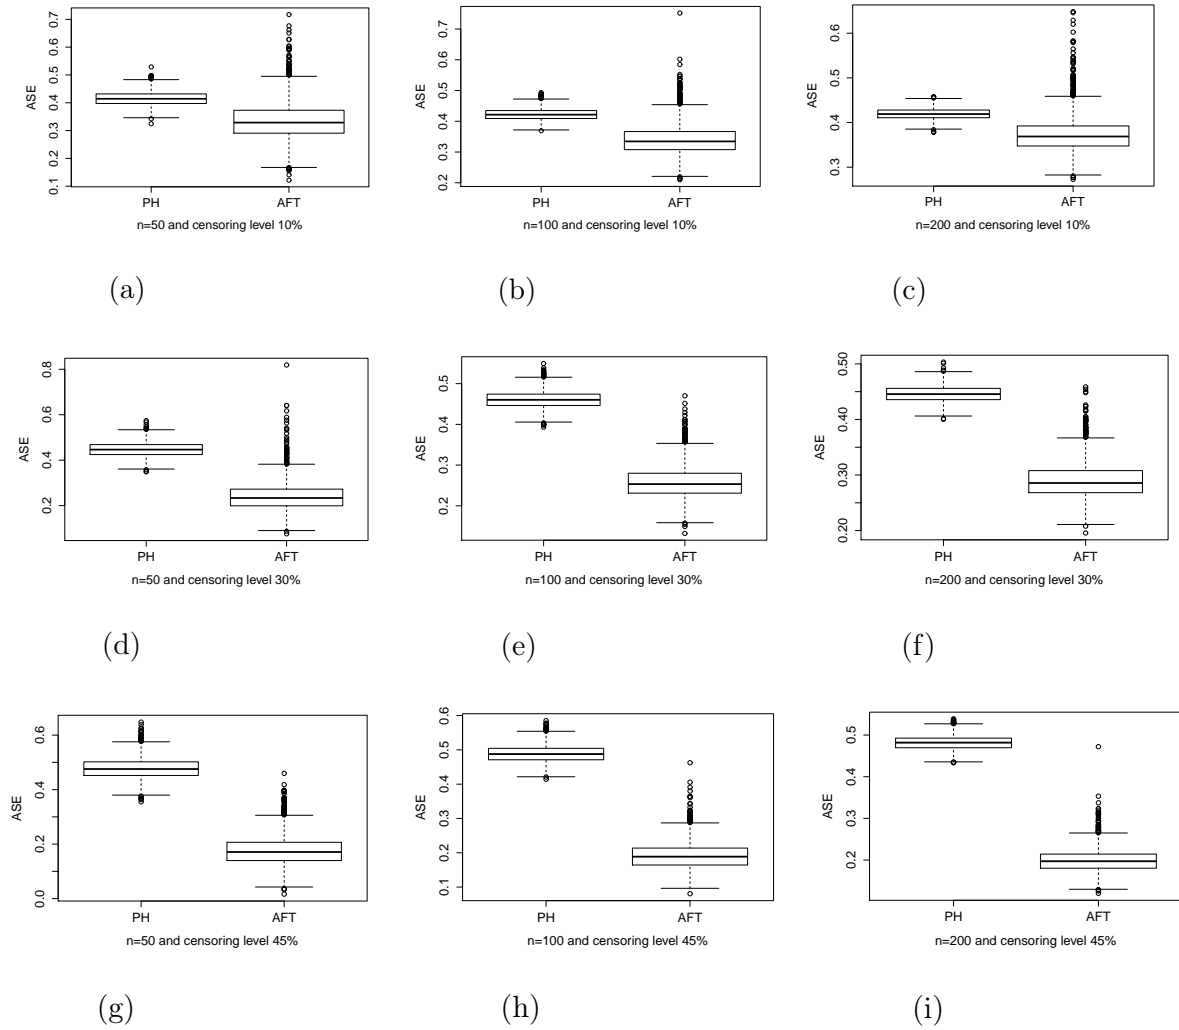 0.7
0.6
0.5
0.4
0.3
0.2
0.1
ASE
PH AFT
n=50 and censoring level 10%
(a)
0.7
0.6
0.5
0.4
0.3
0.2
ASE
PH AFT
n=100 and censoring level 10%
(b)
0.6
0.5
0.4
0.3
ASE
PH AFT
n=200 and censoring level 10%
(c)
0.8
0.6
0.4
0.2
ASE
PH AFT
n=50 and censoring level 30%
(d)
0.5
0.4
0.3
0.2
ASE
PH AFT
n=100 and censoring level 30%
(e)
0.50
0.40
0.30
0.20
ASE
PH AFT
n=200 and censoring level 30%
(f)
0.6
0.4
0.2
0.0
ASE
PH AFT
n=50 and censoring level 45%
(g)
0.6
0.5
0.4
0.3
0.2
0.1
ASE
PH AFT
n=100 and censoring level 45%
(h)
0.5
0.4
0.3
0.2
ASE
PH AFT
n=200 and censoring level 45%
(i)